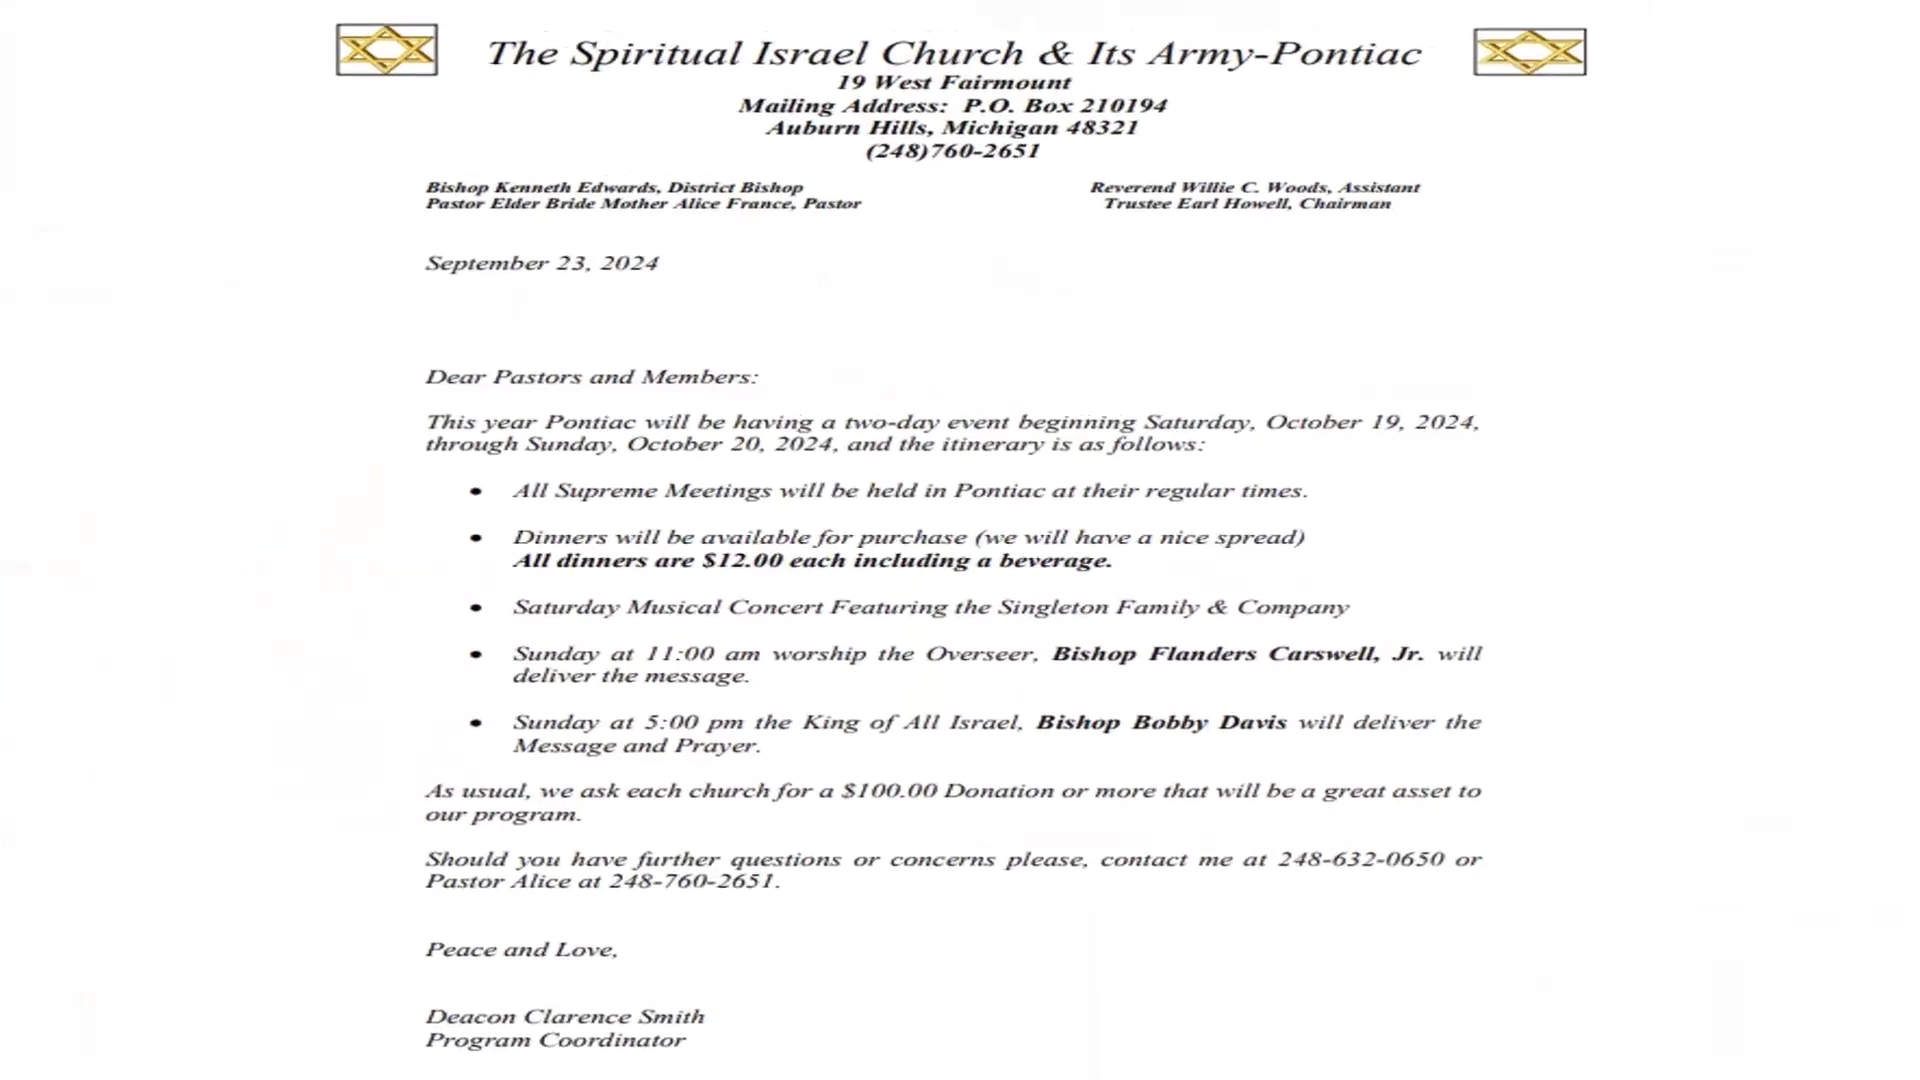 The Spiritual Israel Church & Its Army-Pontiac
19 West Fairmount
Mailing Address: P.O. Box 210194
Auburn Hills, Michigan 48321
(248)760-2651
Bishop Kenneth Edwards, District Bishop
Pastor Elder Bride Mother Alice France, Pastor
Reverend Willie C. Woods, Assistant
Trustee Earl Howell, Chairman
September 23, 2024
Dear Pastors and Members:
This year Pontiac will be having a two-day event beginning Saturday, October 19, 2024,
through Sunday, October 20, 2024, and the itinerary is as follows:
• All Supreme Meetings will be held in Pontiac at their regular times.
• Dinners will be available for purchase (we will have a nice spread)
All dinners are $12.00 each including a beverage.
• Saturday Musical Concert Featuring the Singleton Family & Company
• Sunday at 11:00 am worship the Overseer, Bishop Flanders Carswell, Jr. will
deliver the message.
• Sunday at 5:00 pm the King of All Israel, Bishop Bobby Davis will deliver the
Message and Prayer.
As usual, we ask each church for a $100.00 Donation or more that will be a great asset to
our program.
Should you have further questions or concerns please, contact me at 248-632-0650 or
Pastor Alice at 248-760-2651.
Peace and Love,
Deacon Clarence Smith
Program Coordinator